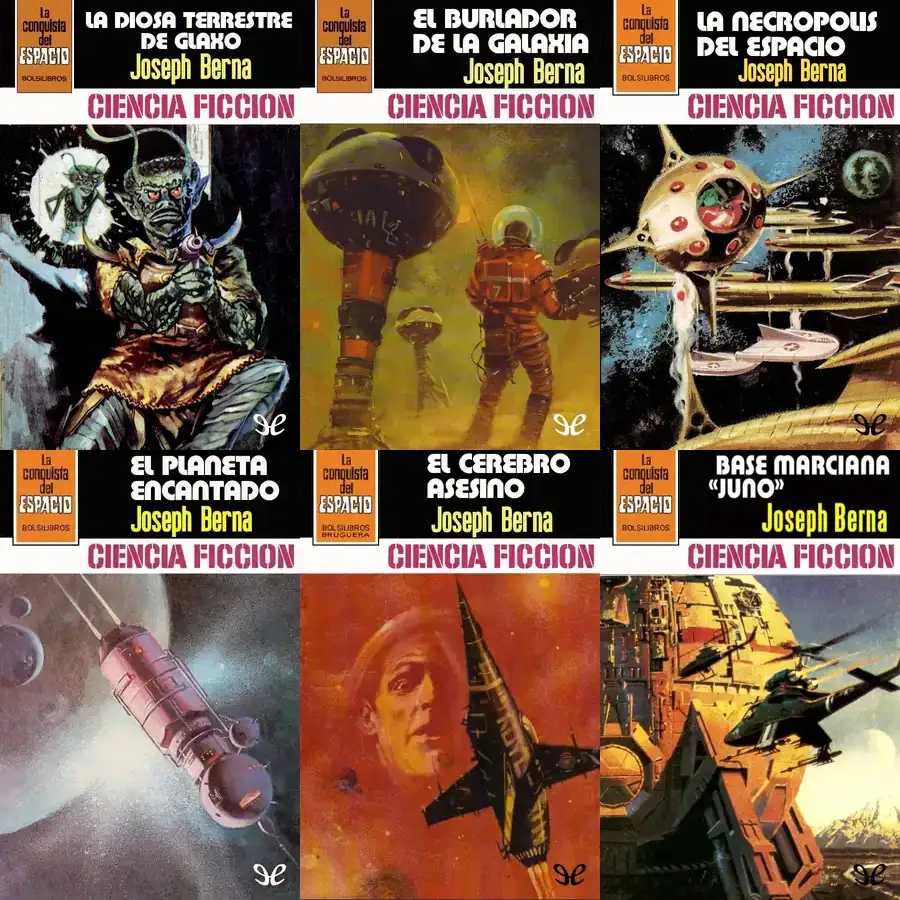 La
conquista
del
ESPACIO
BOLSILIBROS
LA DIOSA TERRESTRE
DE GLAXO
Joseph Berna
CIENCIA FICCION
La
conquista
del
ESPACIO
BOLSILIBROS
EL BURLADOR
DE LA GALAXIA
Joseph Berna
CIENCIA FICCION
7
La
conquista
del
ESPACIO
BOLSILIBROS
LA NECROPOLIS
DEL ESPACIO
Joseph Berna
CIENCIA FICCION
La
conquista
del
ESPACIO
BOLSILIBROS
EL PLANETA
ENCANTADO
Joseph Berna
CIENCIA FICCION
La
conquista
del
ESPACIO
BOLSILIBROS
BRUGUERA
EL CEREBRO
ASESINO
Joseph Berna
CIENCIA FICCION
La
conquista
del
ESPACIO
BOLSILIBROS
BASE MARCIANA
«JUNO»
Joseph Berna
CIENCIA FICCION